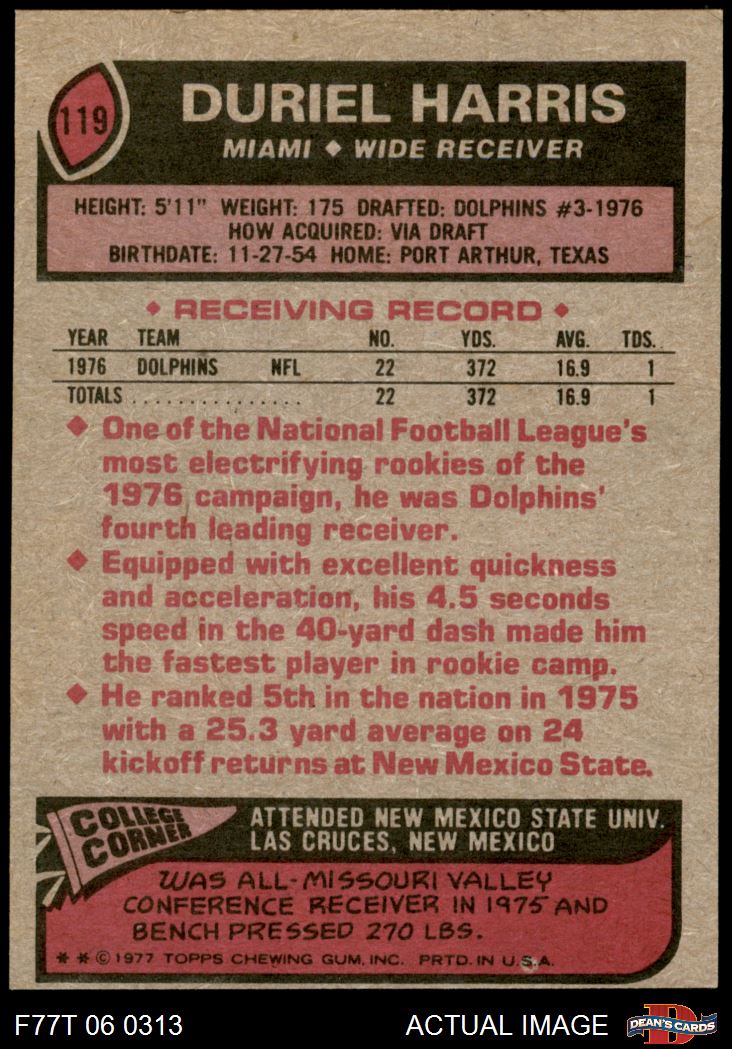 119
DURIEL HARRIS
MIAMI ◆ WIDE RECEIVER
HEIGHT: 5'11" WEIGHT: 175 DRAFTED: DOLPHINS #3-1976
HOW ACQUIRED: VIA DRAFT
BIRTHDATE: 11-27-54 HOME: PORT ARTHUR, TEXAS
◆ RECEIVING RECORD ◆
YEAR TEAM NO. YDS. AVG. TDS.
1976 DOLPHINS NFL 22 372 16.9 1
TOTALS ............... 22 372 16.9 1
◆ One of the National Football League's
most electrifying rookies of the
1976 campaign, he was Dolphins'
fourth leading receiver.
◆ Equipped with excellent quickness
and acceleration, his 4.5 seconds
speed in the 40-yard dash made him
the fastest player in rookie camp.
◆ He ranked 5th in the nation in 1975
with a 25.3 yard average on 24
kickoff returns at New Mexico State.
COLLEGE
CORNER
ATTENDED NEW MEXICO STATE UNIV.
LAS CRUCES, NEW MEXICO
WAS ALL-MISSOURI VALLEY
CONFERENCE RECEIVER IN 1975 AND
BENCH PRESSED 270 LBS.
* * © 1977 TOPPS CHEWING GUM, INC. PRTD. IN U.S.A.
F77T 06 0313 ACTUAL IMAGE
D
DEAN'S CARDS